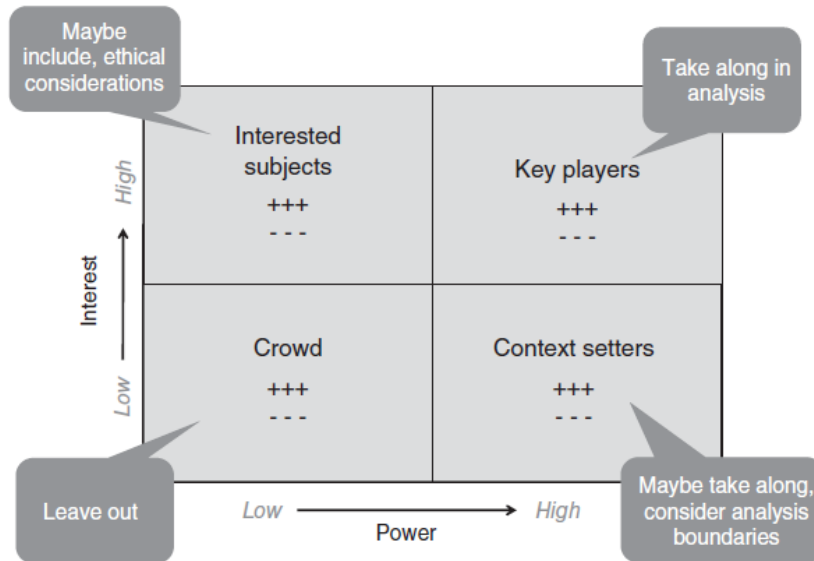 Maybe
include, ethical
considerations
Take along in
analysis
Interested
subjects
+++
- - -
Key players
+++
- - -
High
Interest
Low
Crowd
+++
- - -
Context setters
+++
- - -
Leave out
Low
High
Power
Maybe take along,
consider analysis
boundaries